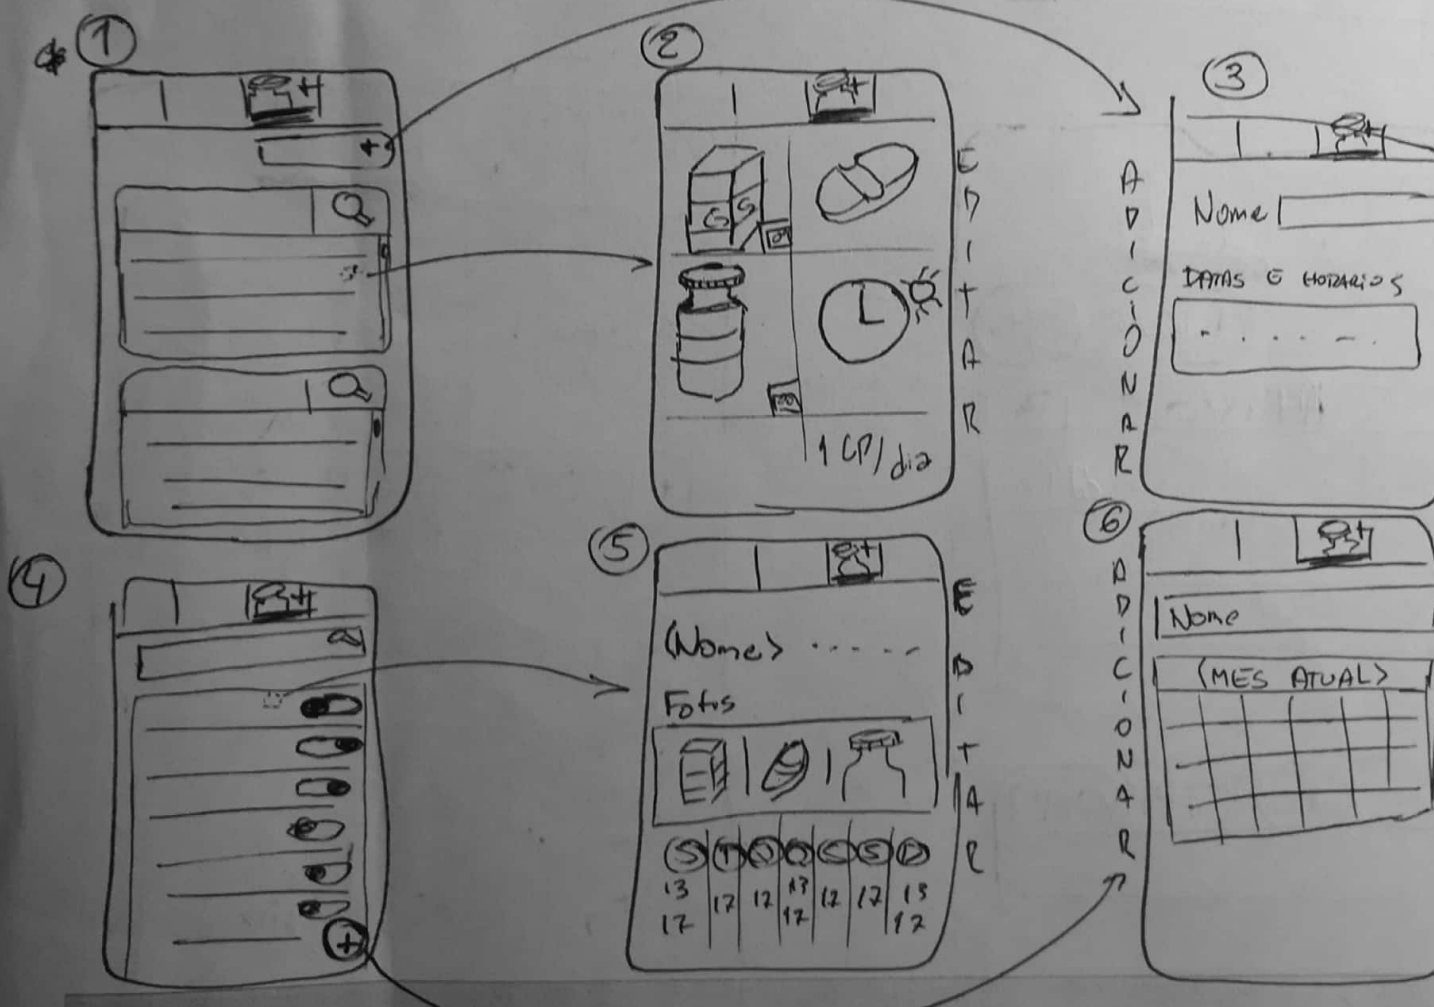 1
2
3
EDITAR
ADICIONAR
Nome
DATAS E HORARIOS
1 CP/dia
4
5
6
<Nome> . . . . .
Fotos
EDITAR
13 17 12 13 12 17 13
17 12 12
ADICIONAR
Nome
<MES ATUAL>